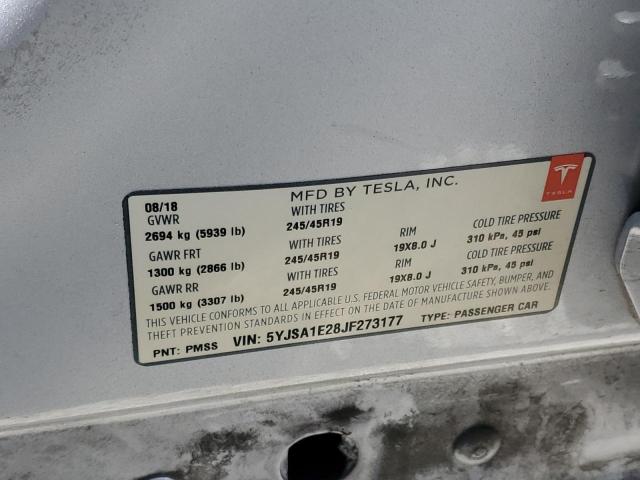 MFD BY TESLA, INC.
TESLA
08/18
GVWR WITH TIRES
2694 kg (5939 lb) 245/45R19 RIM COLD TIRE PRESSURE
GAWR FRT WITH TIRES 19X8.0 J 310 kPa, 45 psi
1300 kg (2866 lb) 245/45R19 RIM COLD TIRE PRESSURE
GAWR RR WITH TIRES 19X8.0 J 310 kPa, 45 psi
1500 kg (3307 lb) 245/45R19
THIS VEHICLE CONFORMS TO ALL APPLICABLE U.S. FEDERAL MOTOR VEHICLE SAFETY, BUMPER, AND
THEFT PREVENTION STANDARDS IN EFFECT ON THE DATE OF MANUFACTURE SHOWN ABOVE.
PNT: PMSS VIN: 5YJSA1E28JF273177 TYPE: PASSENGER CAR